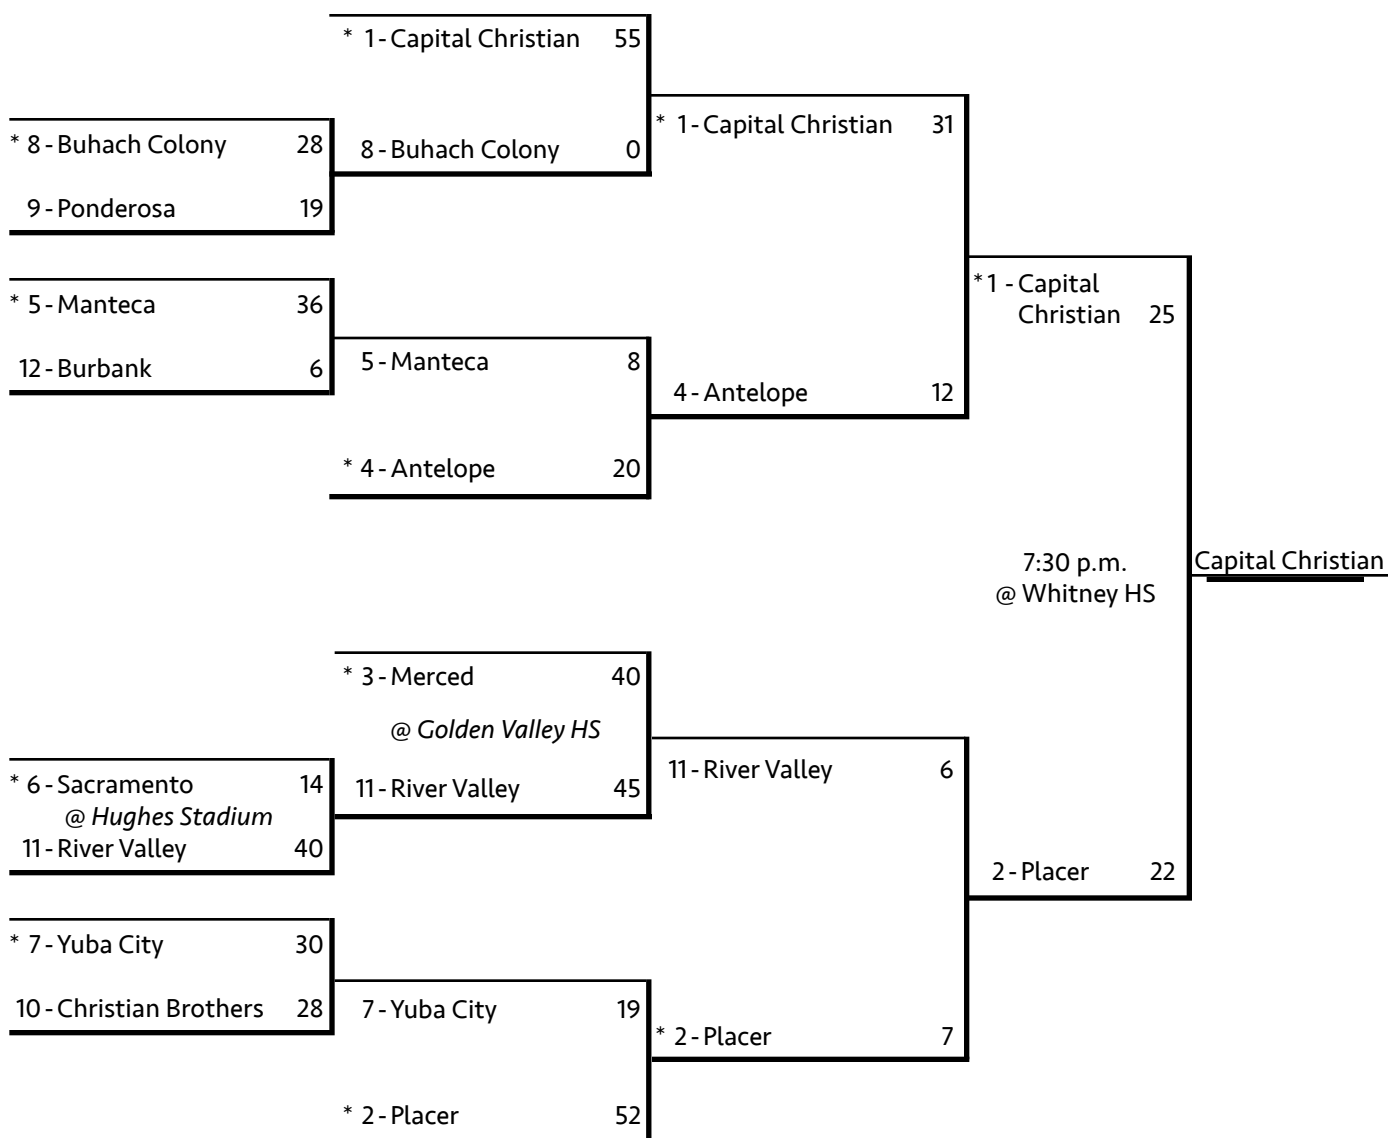 * 1 - Capital Christian 55
8 - Buhach Colony 0
* 8 - Buhach Colony 28
9 - Ponderosa 19
* 5 - Manteca 36
12 - Burbank 6
5 - Manteca 8
* 4 - Antelope 20
* 1 - Capital Christian 31
4 - Antelope 12
* 1 - Capital
Christian 25
7:30 p.m.
@ Whitney HS
Capital Christian
* 3 - Merced 40
@ Golden Valley HS
11 - River Valley 45
* 6 - Sacramento 14
@ Hughes Stadium
11 - River Valley 40
* 7 - Yuba City 30
10 - Christian Brothers 28
7 - Yuba City 19
* 2 - Placer 52
11 - River Valley 6
* 2 - Placer 7
2 - Placer 22